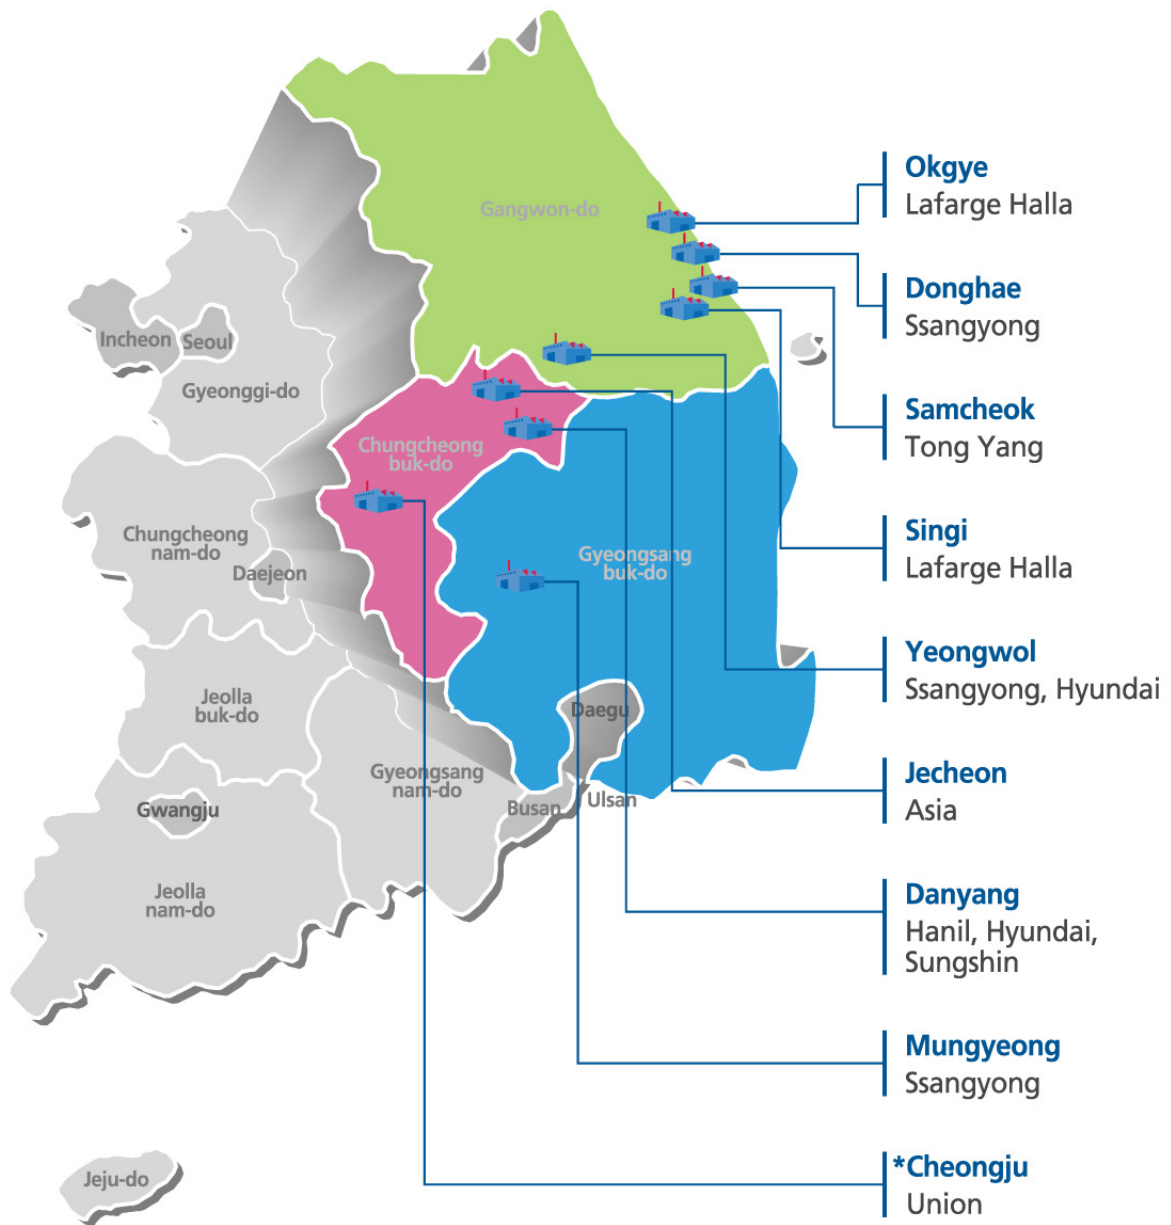 Gangwon-do
Incheon
Seoul
Gyeonggi-do
Chungcheong
buk-do
Chungcheong
nam-do
Daejeon
Gyeongsang
buk-do
Jeolla
buk-do
Daegu
Gyeongsang
nam-do
Gwangju
Busan
Ulsan
Jeolla
nam-do
Jeju-do
Okgye
Lafarge Halla
Donghae
Ssangyong
Samcheok
Tong Yang
Singi
Lafarge Halla
Yeongwol
Ssangyong, Hyundai
Jecheon
Asia
Danyang
Hanil, Hyundai,
Sungshin
Mungyeong
Ssangyong
*Cheongju
Union